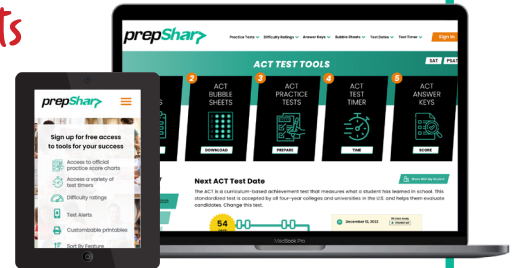 ts
prepSharp
Practice Tests
Difficulty Ratings
Answer Keys
Bubble Sheets
Test Dates
Test Timer
Sign In
ACT TEST TOOLS
SAT
PSAT
S
2
ACT
BUBBLE
SHEETS
DOWNLOAD
3
ACT
PRACTICE
TESTS
PREPARE
4
ACT
TEST
TIMER
TIME
5
ACT
ANSWER
KEYS
SCORE
Next ACT Test Date
The ACT is a curriculum-based achievement test that measures what a student has learned in school. This
standardized test is accepted by all four-year colleges and universities in the U.S. and helps them evaluate
candidates. Change this text.
54
December 10, 2022
MacBook Pro
prepSharp
Sign up for free access
to tools for your success
Access to official
practice score charts
Access a variety of
test timers
Difficulty ratings
Test Alerts
Customizable printables
Sort By Feature